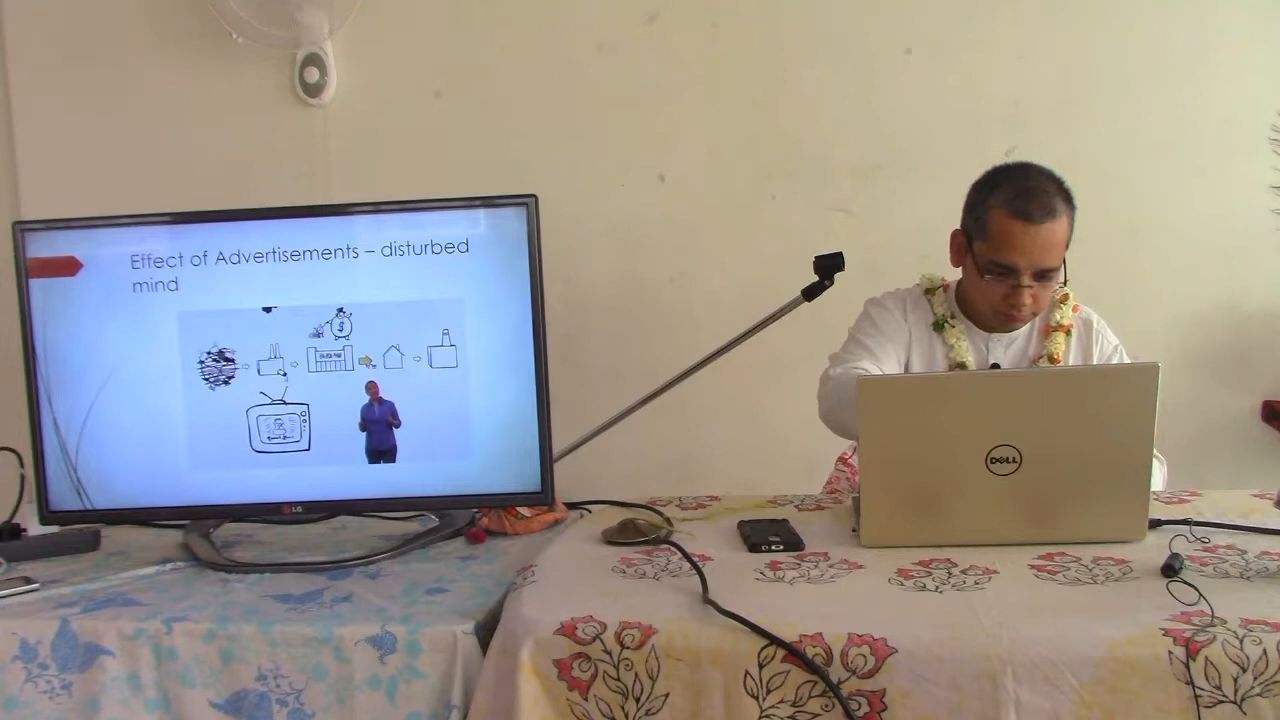 Effect of Advertisements – disturbed
mind
$
LG
DELL